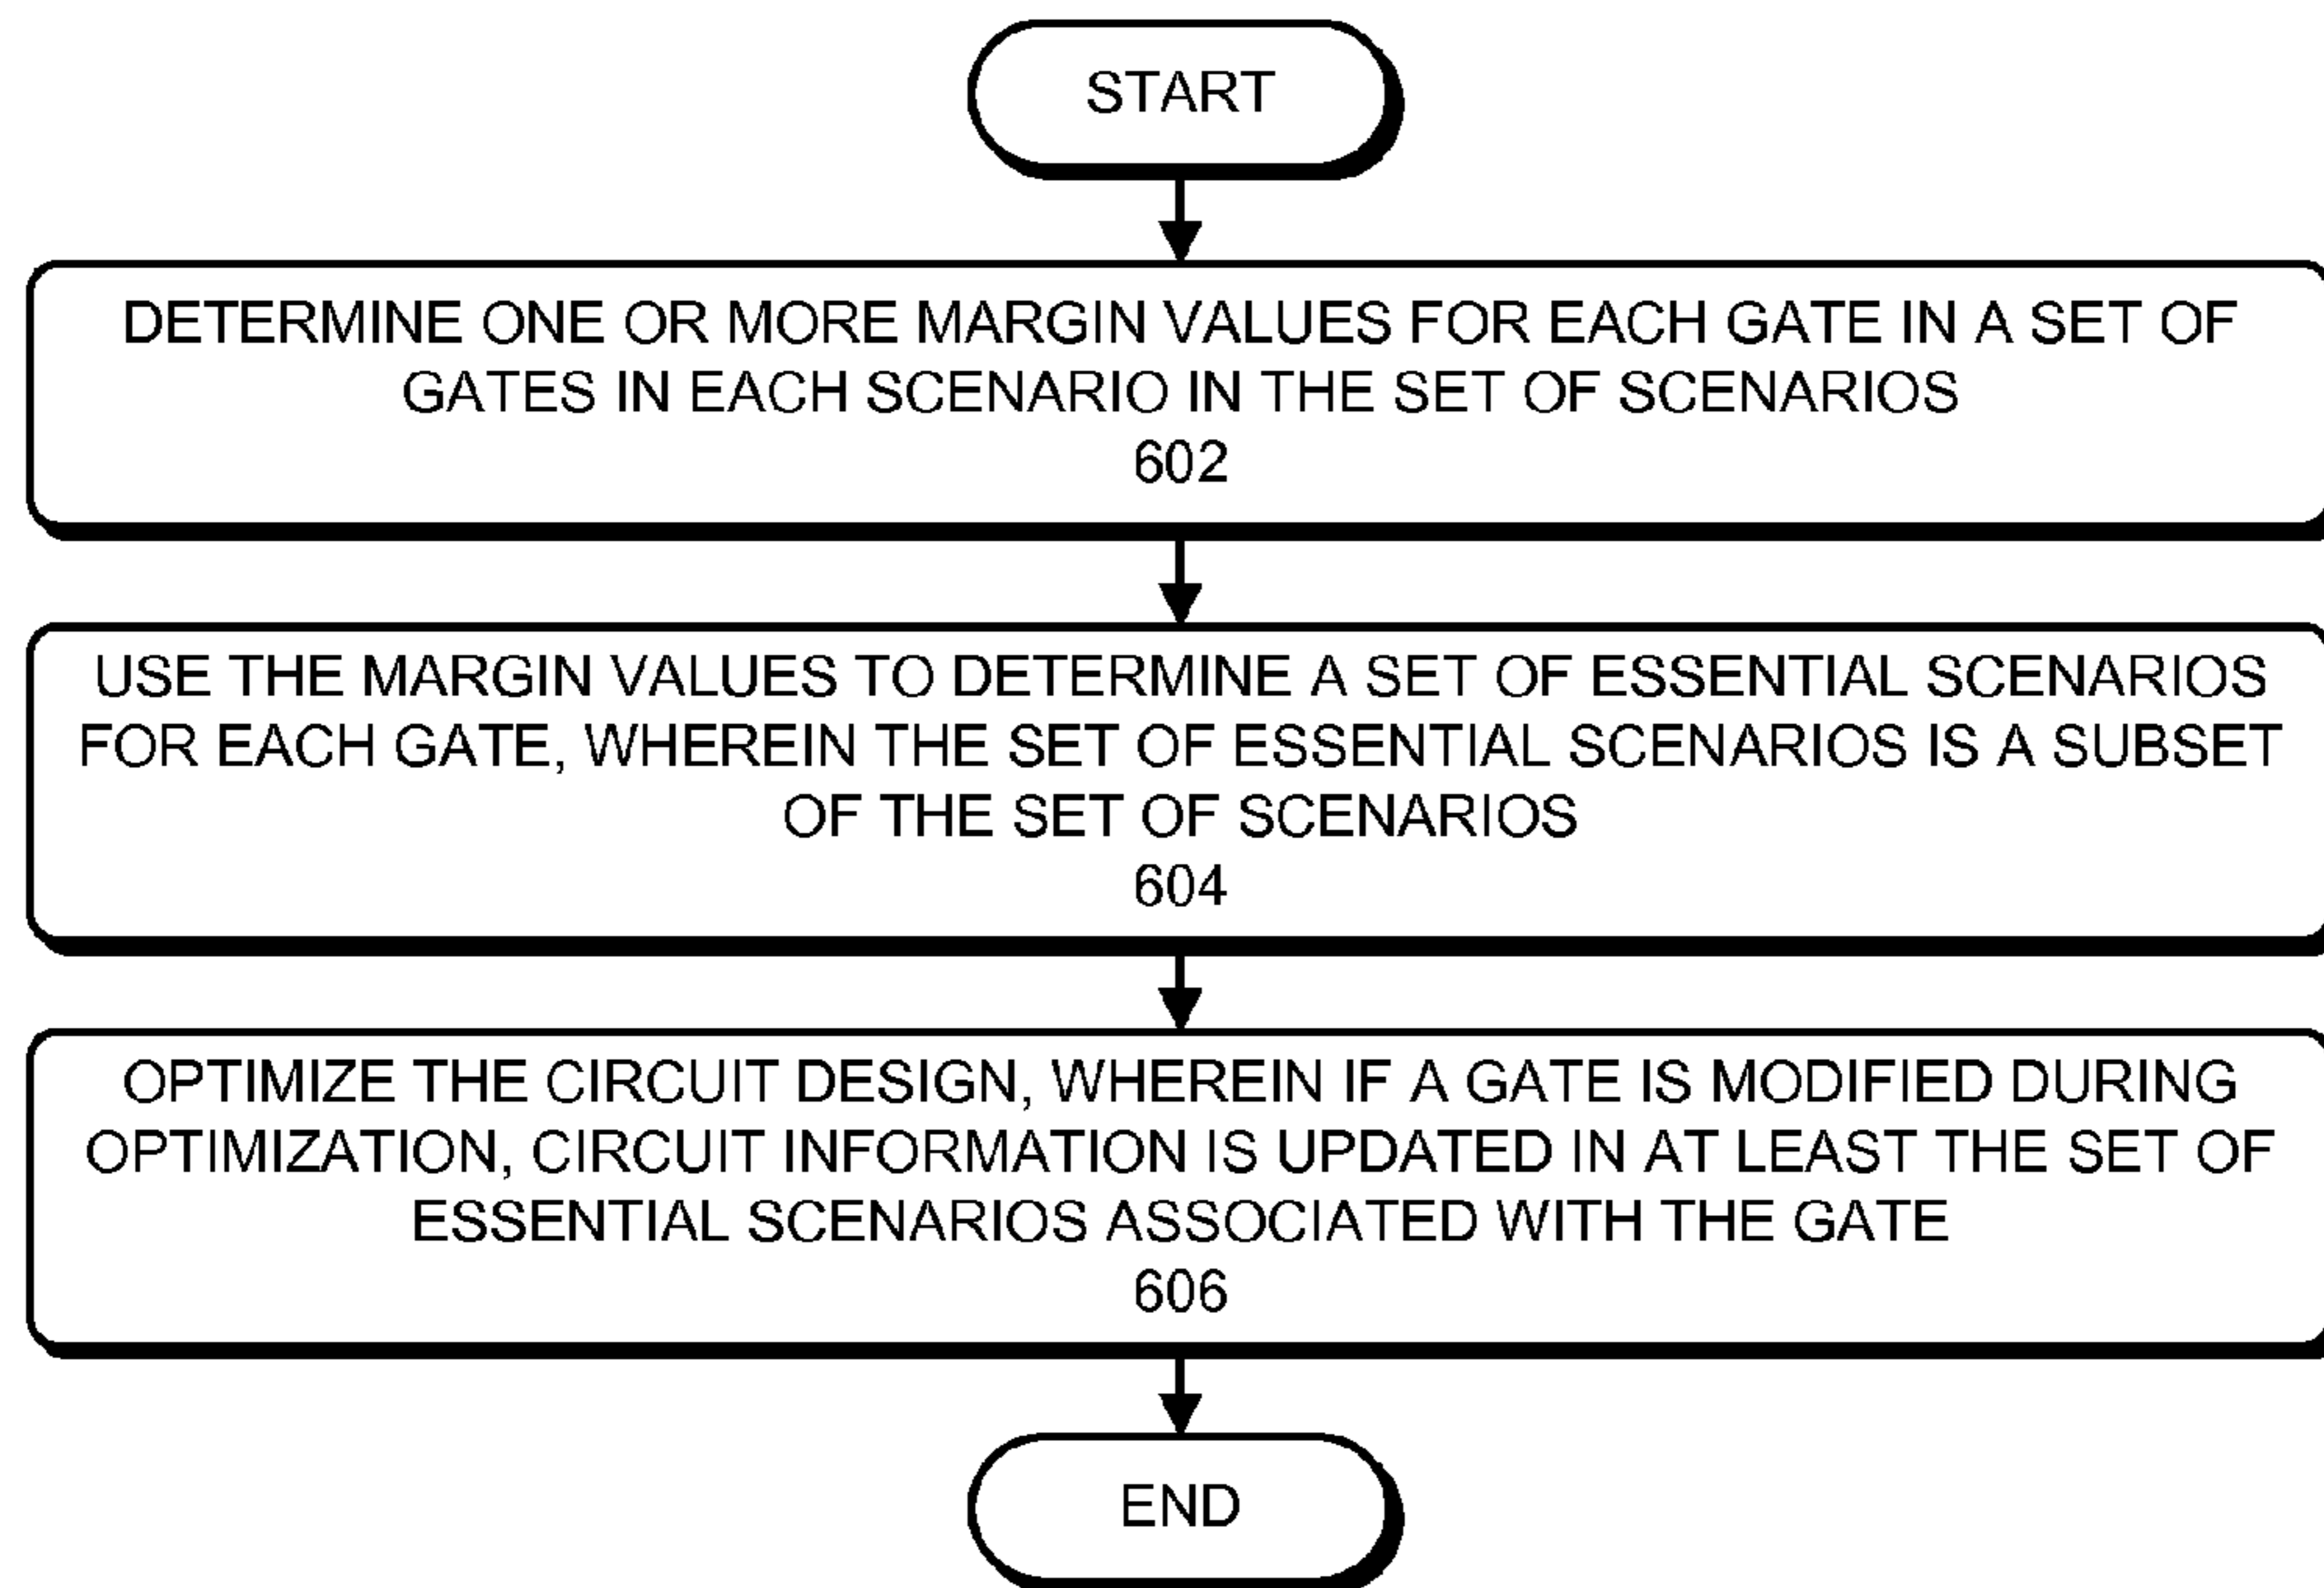 START
DETERMINE ONE OR MORE MARGIN VALUES FOR EACH GATE IN A SET OF
GATES IN EACH SCENARIO IN THE SET OF SCENARIOS
602
USE THE MARGIN VALUES TO DETERMINE A SET OF ESSENTIAL SCENARIOS
FOR EACH GATE, WHEREIN THE SET OF ESSENTIAL SCENARIOS IS A SUBSET
OF THE SET OF SCENARIOS
604
OPTIMIZE THE CIRCUIT DESIGN, WHEREIN IF A GATE IS MODIFIED DURING
OPTIMIZATION, CIRCUIT INFORMATION IS UPDATED IN AT LEAST THE SET OF
ESSENTIAL SCENARIOS ASSOCIATED WITH THE GATE
606
END